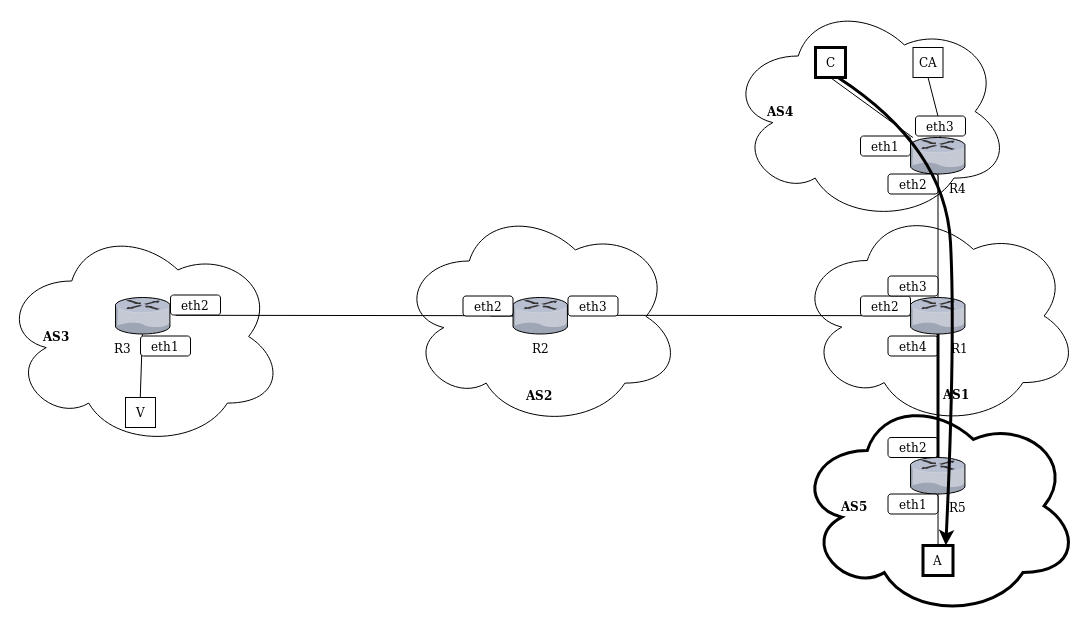 C
CA
AS4
eth3
eth1
eth2
R4
eth3
eth2
R1
eth4
AS1
eth2
AS3
R3
eth1
V
eth2
eth3
R2
AS2
eth2
AS5
eth1
R5
A